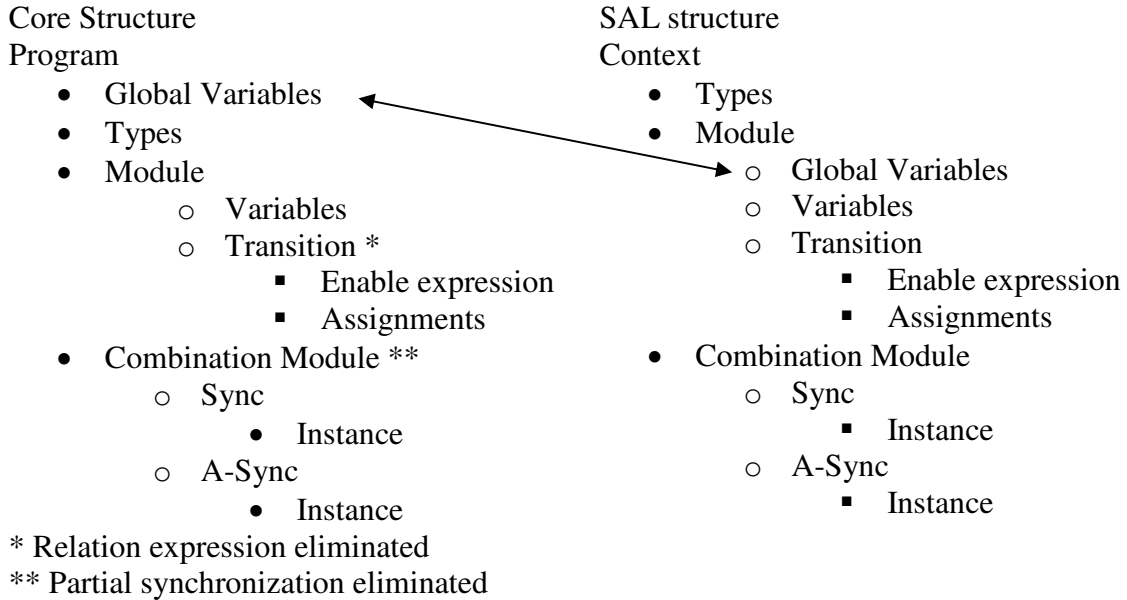 Core Structure
Program
• Global Variables
• Types
• Module
o Variables
o Transition *
▪ Enable expression
▪ Assignments
• Combination Module **
o Sync
• Instance
o A-Sync
• Instance
* Relation expression eliminated
** Partial synchronization eliminated
SAL structure
Context
• Types
• Module
o Global Variables
o Variables
o Transition
▪ Enable expression
▪ Assignments
• Combination Module
o Sync
▪ Instance
o A-Sync
▪ Instance